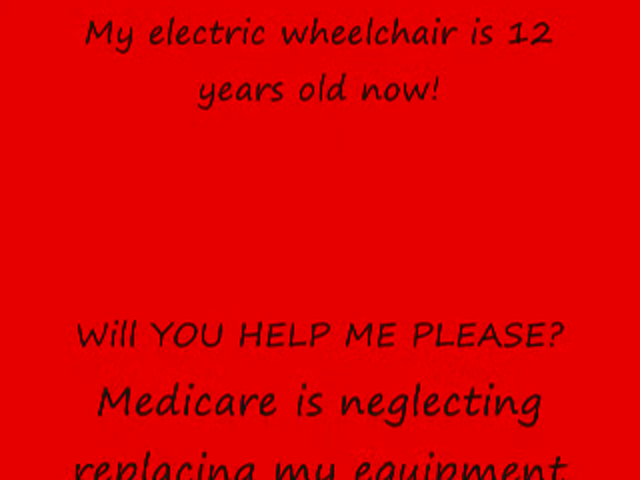 My electric wheelchair is 12
years old now!
Will YOU HELP ME PLEASE?
Medicare is neglecting
replacing my equipment